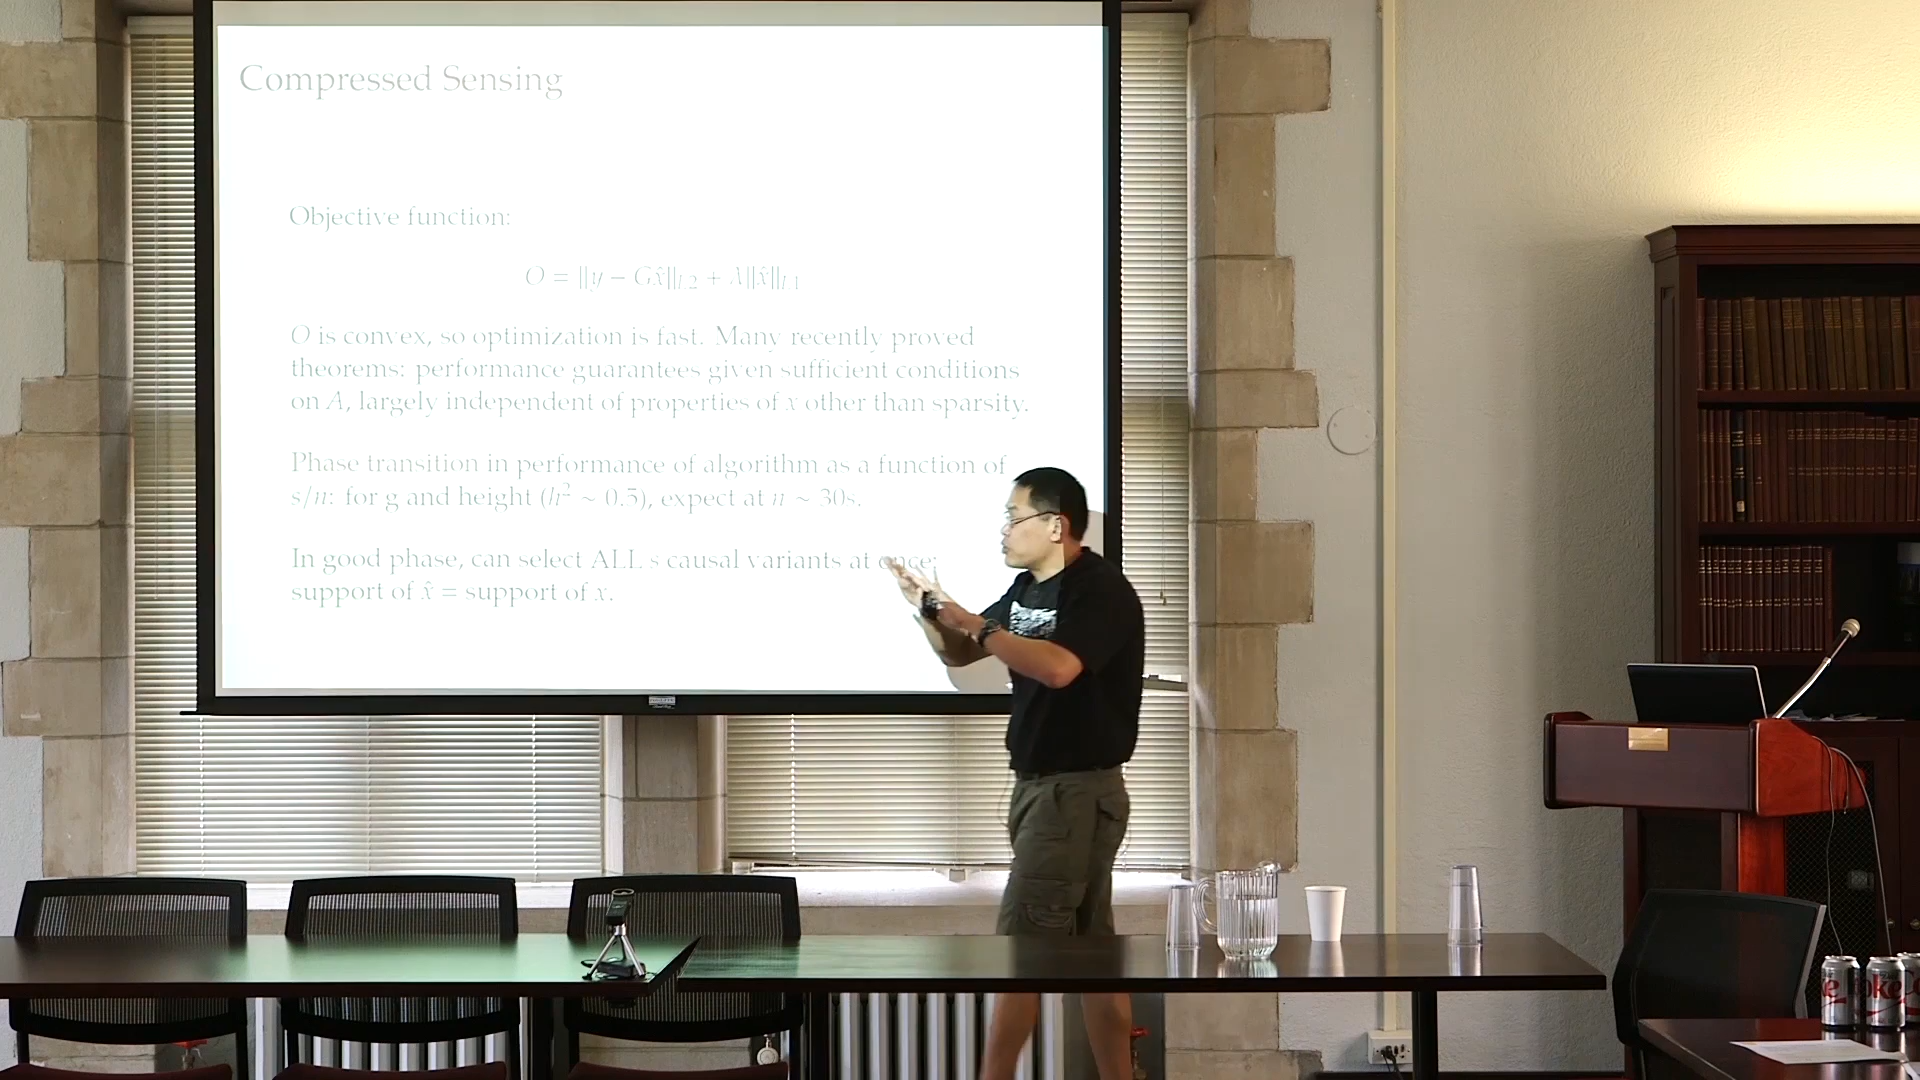 Compressed Sensing
Objective function:
O = ||y − Gx̂||_{l,2} + λ||x̂||_{l,1}
O is convex, so optimization is fast. Many recently proved
theorems: performance guarantees given sufficient conditions
on A, largely independent of properties of x other than sparsity.
Phase transition in performance of algorithm as a function of
s/n: for g and height (h² ~ 0.5), expect at n ~ 30s.
In good phase, can select ALL s causal variants at once:
support of x̂ = support of x.
oke